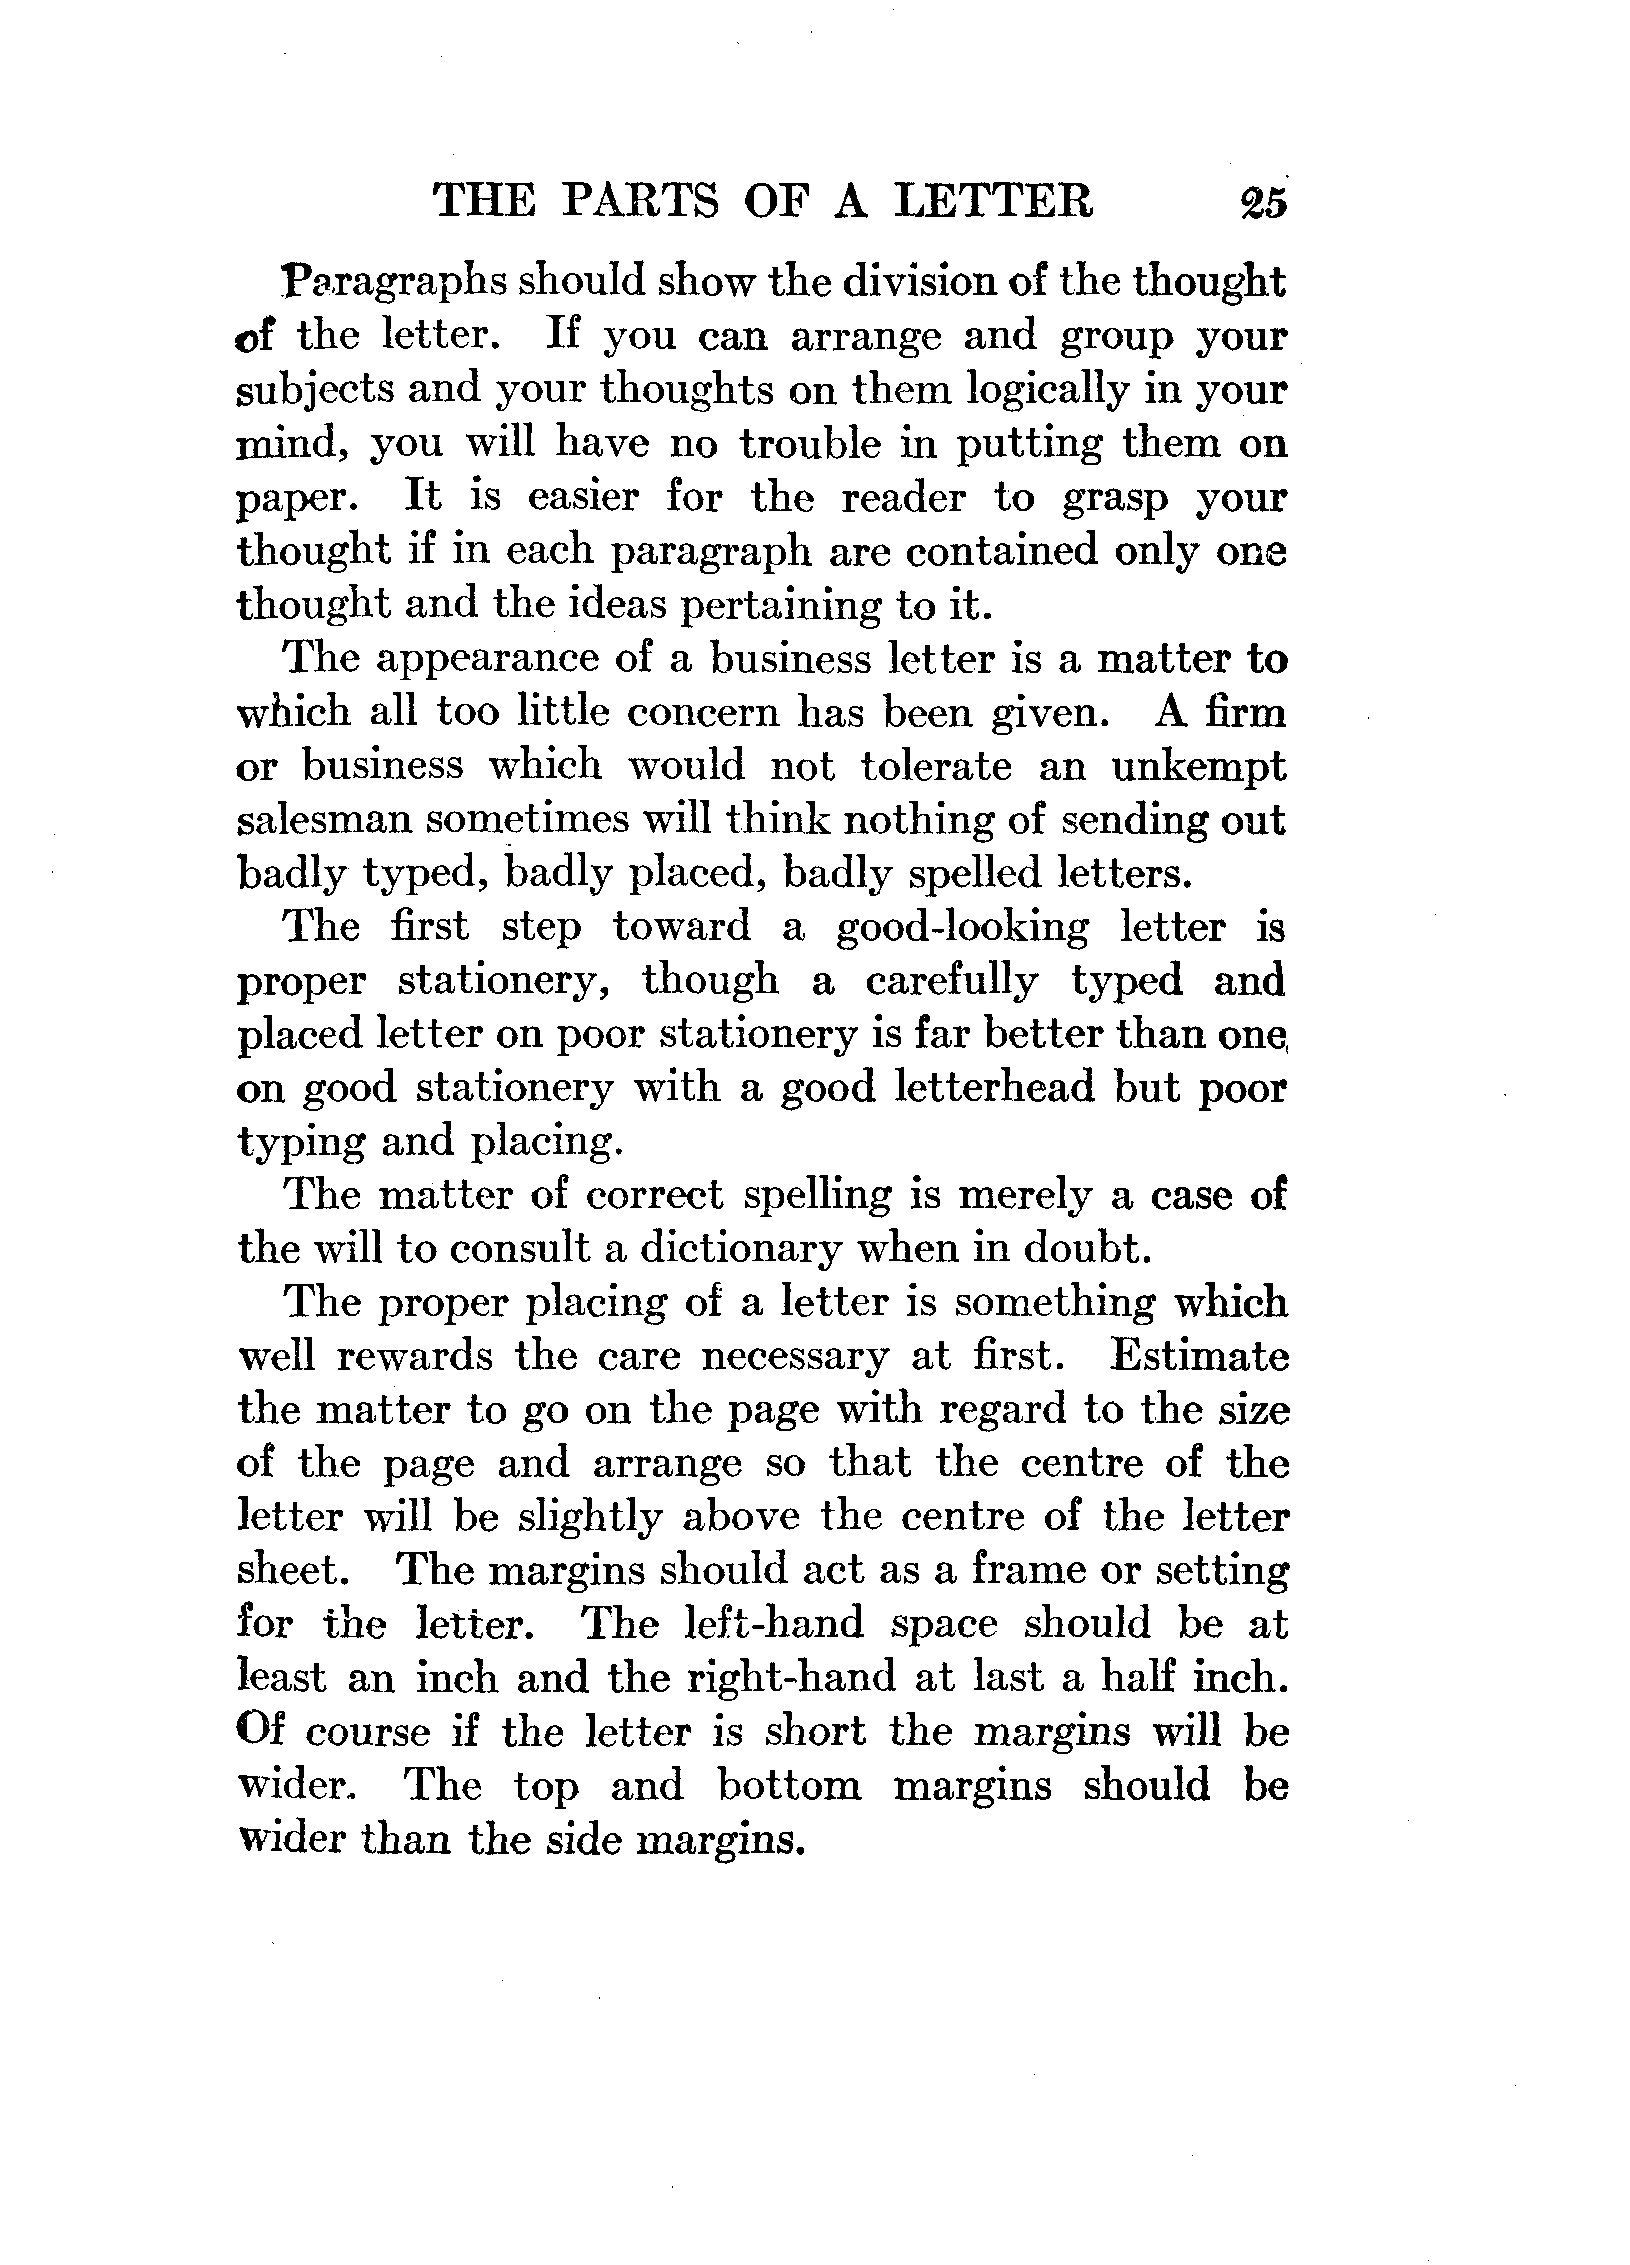 THE PARTS OF A LETTER 25
Paragraphs should show the division of the thought
of the letter. If you can arrange and group your
subjects and your thoughts on them logically in your
mind, you will have no trouble in putting them on
paper. It is easier for the reader to grasp your
thought if in each paragraph are contained only one
thought and the ideas pertaining to it.
The appearance of a business letter is a matter to
which all too little concern has been given. A firm
or business which would not tolerate an unkempt
salesman sometimes will think nothing of sending out
badly typed, badly placed, badly spelled letters.
The first step toward a good-looking letter is
proper stationery, though a carefully typed and
placed letter on poor stationery is far better than one
on good stationery with a good letterhead but poor
typing and placing.
The matter of correct spelling is merely a case of
the will to consult a dictionary when in doubt.
The proper placing of a letter is something which
well rewards the care necessary at first. Estimate
the matter to go on the page with regard to the size
of the page and arrange so that the centre of the
letter will be slightly above the centre of the letter
sheet. The margins should act as a frame or setting
for the letter. The left-hand space should be at
least an inch and the right-hand at last a half inch.
Of course if the letter is short the margins will be
wider. The top and bottom margins should be
wider than the side margins.